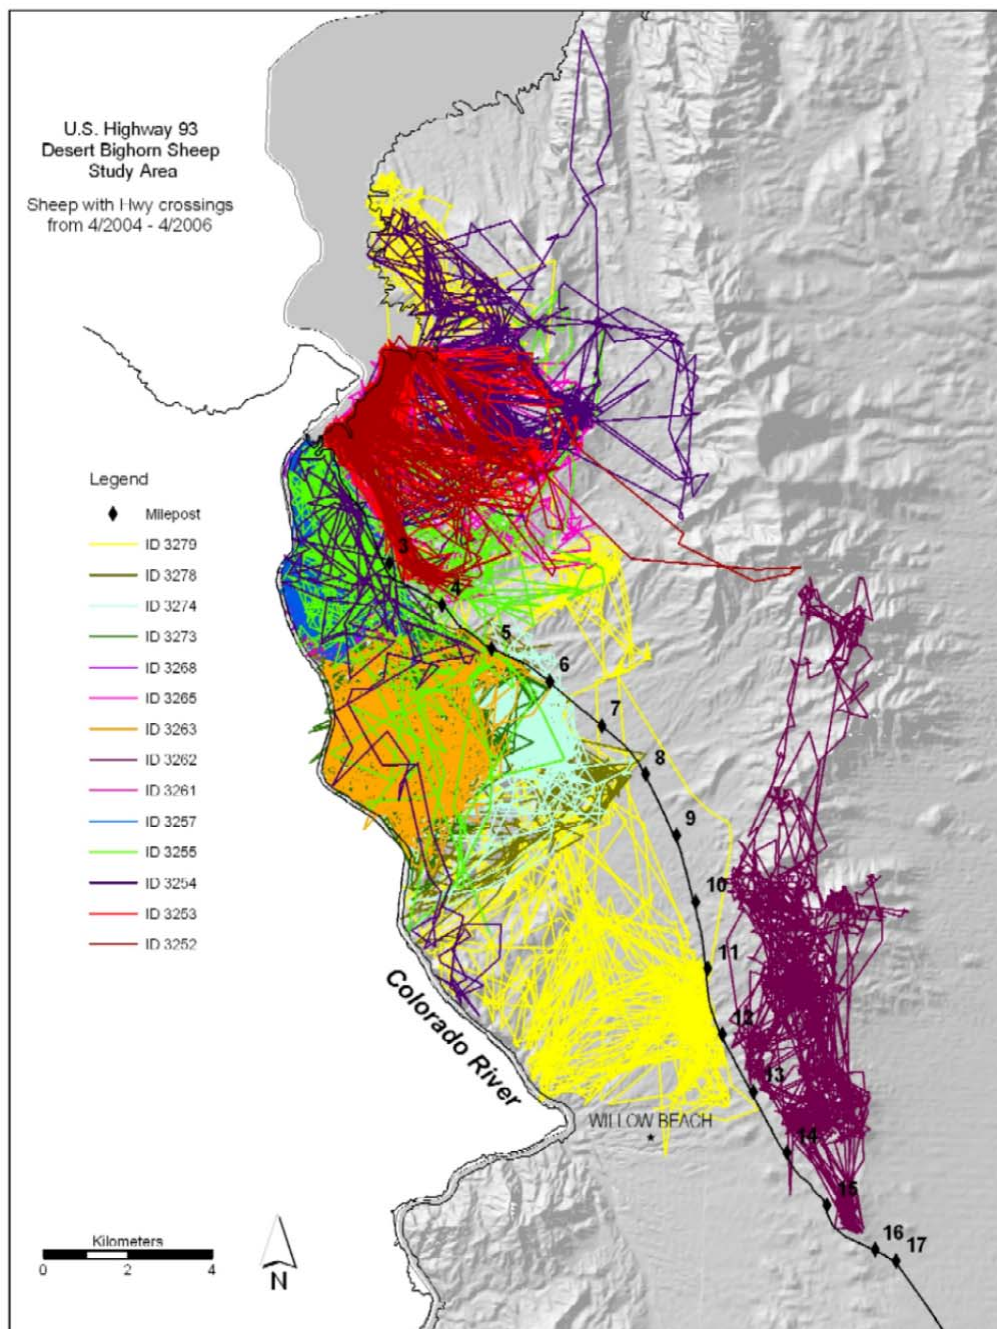 U.S. Highway 93
Desert Bighorn Sheep
Study Area
Sheep with Hwy crossings
from 4/2004 - 4/2006
Legend
Milepost
ID 3279
ID 3278
ID 3274
ID 3273
ID 3268
ID 3265
ID 3263
ID 3262
ID 3261
ID 3257
ID 3255
ID 3254
ID 3253
ID 3252
3
4
5
6
7
8
9
10
11
12
13
14
15
16
17
Colorado River
WILLOW BEACH
Kilometers
0 2 4
N